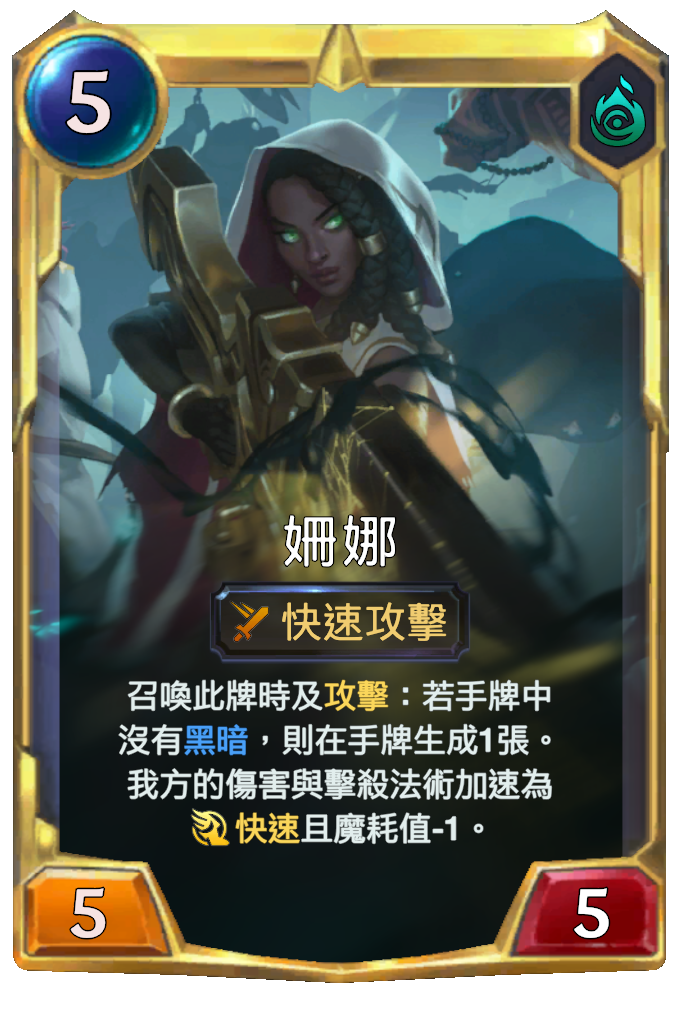 5
姍娜
快速攻擊
召喚此牌時及攻擊：若手牌中
沒有黑暗，則在手牌生成1張。
我方的傷害與擊殺法術加速為
快速且魔耗值-1。
5
5